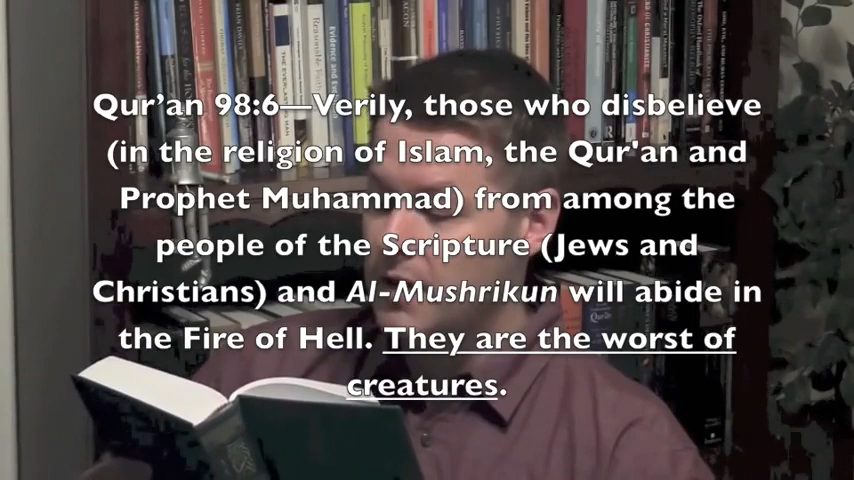 Qur’an 98:6—Verily, those who disbelieve
(in the religion of Islam, the Qur'an and
Prophet Muhammad) from among the
people of the Scripture (Jews and
Christians) and Al-Mushrikun will abide in
the Fire of Hell. They are the worst of
creatures.